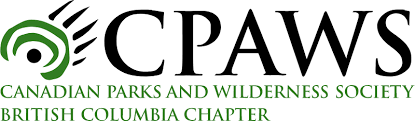 CPAWS
CANADIAN PARKS AND WILDERNESS SOCIETY
BRITISH COLUMBIA CHAPTER